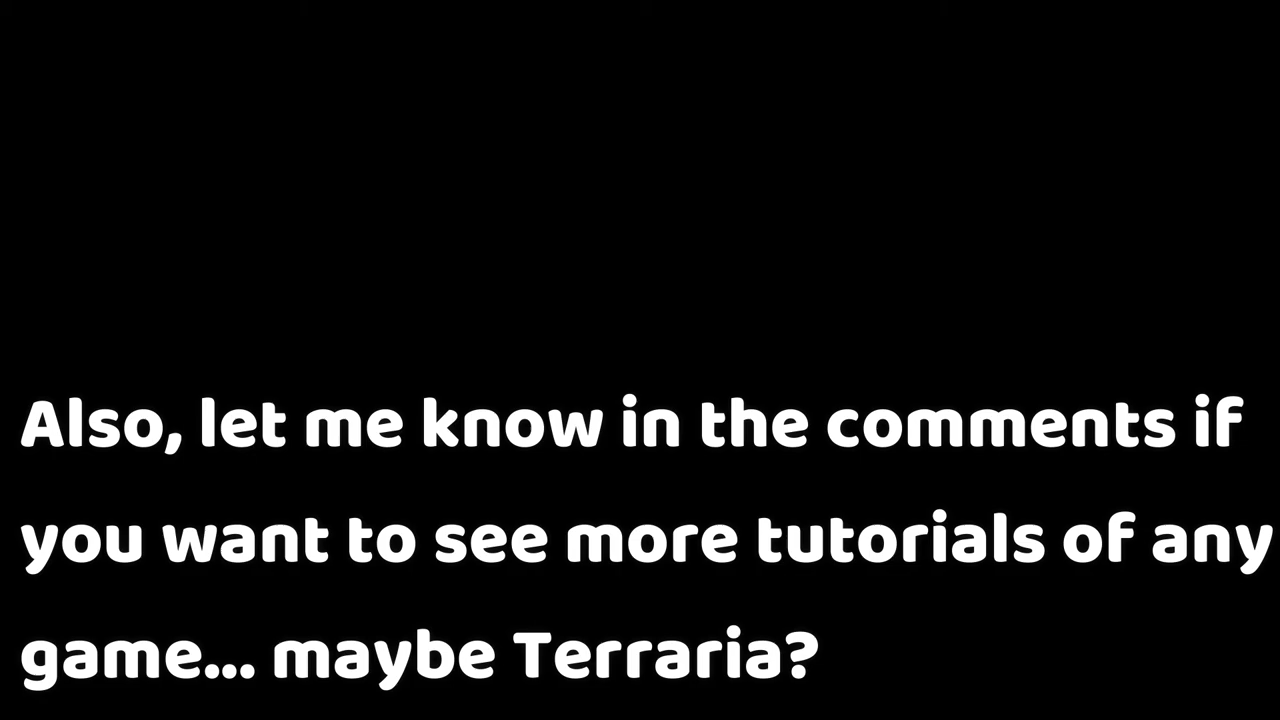 Also, let me know in the comments if
you want to see more tutorials of any
game... maybe Terraria?